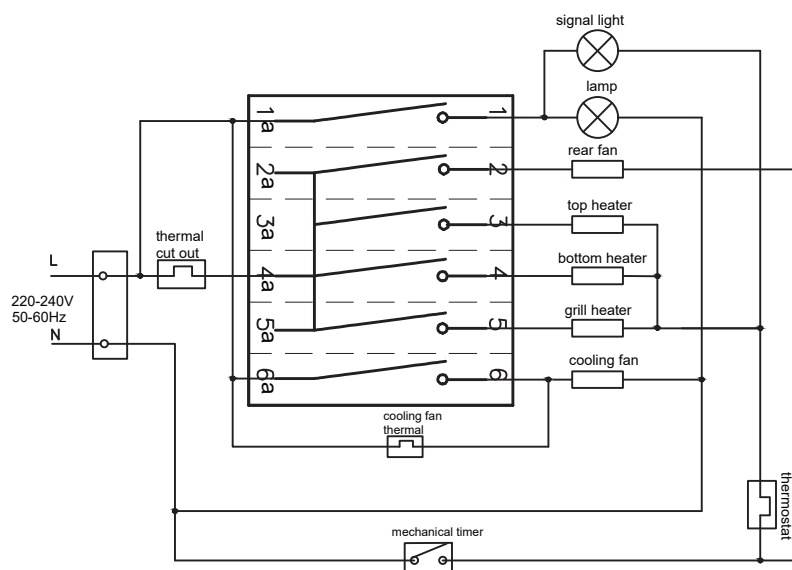 signal light
lamp
1a
1
rear fan
2a
2
top heater
3a
3
thermal
cut out
bottom heater
L
4a
4
220-240V
50-60Hz
grill heater
N
5a
5
cooling fan
6a
6
cooling fan
thermal
thermostat
mechanical timer